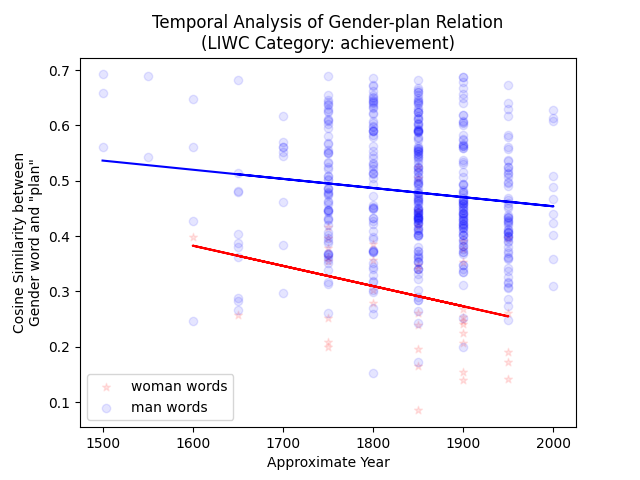 Temporal Analysis of Gender-plan Relation
(LIWC Category: achievement)
Cosine Similarity between
Gender word and "plan"
0.7
0.6
0.5
0.4
0.3
0.2
0.1
woman words
man words
1500 1600 1700 1800 1900 2000
Approximate Year